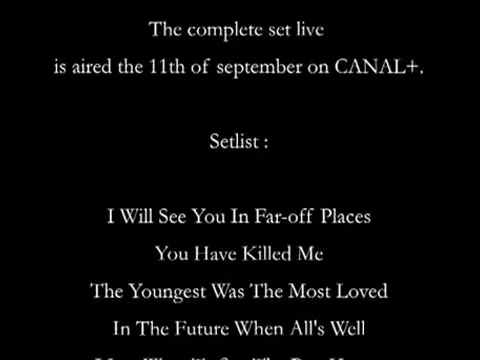 The complete set live
is aired the 11th of september on CANAL+.
Setlist :
I Will See You In Far-off Places
You Have Killed Me
The Youngest Was The Most Loved
In The Future When All's Well